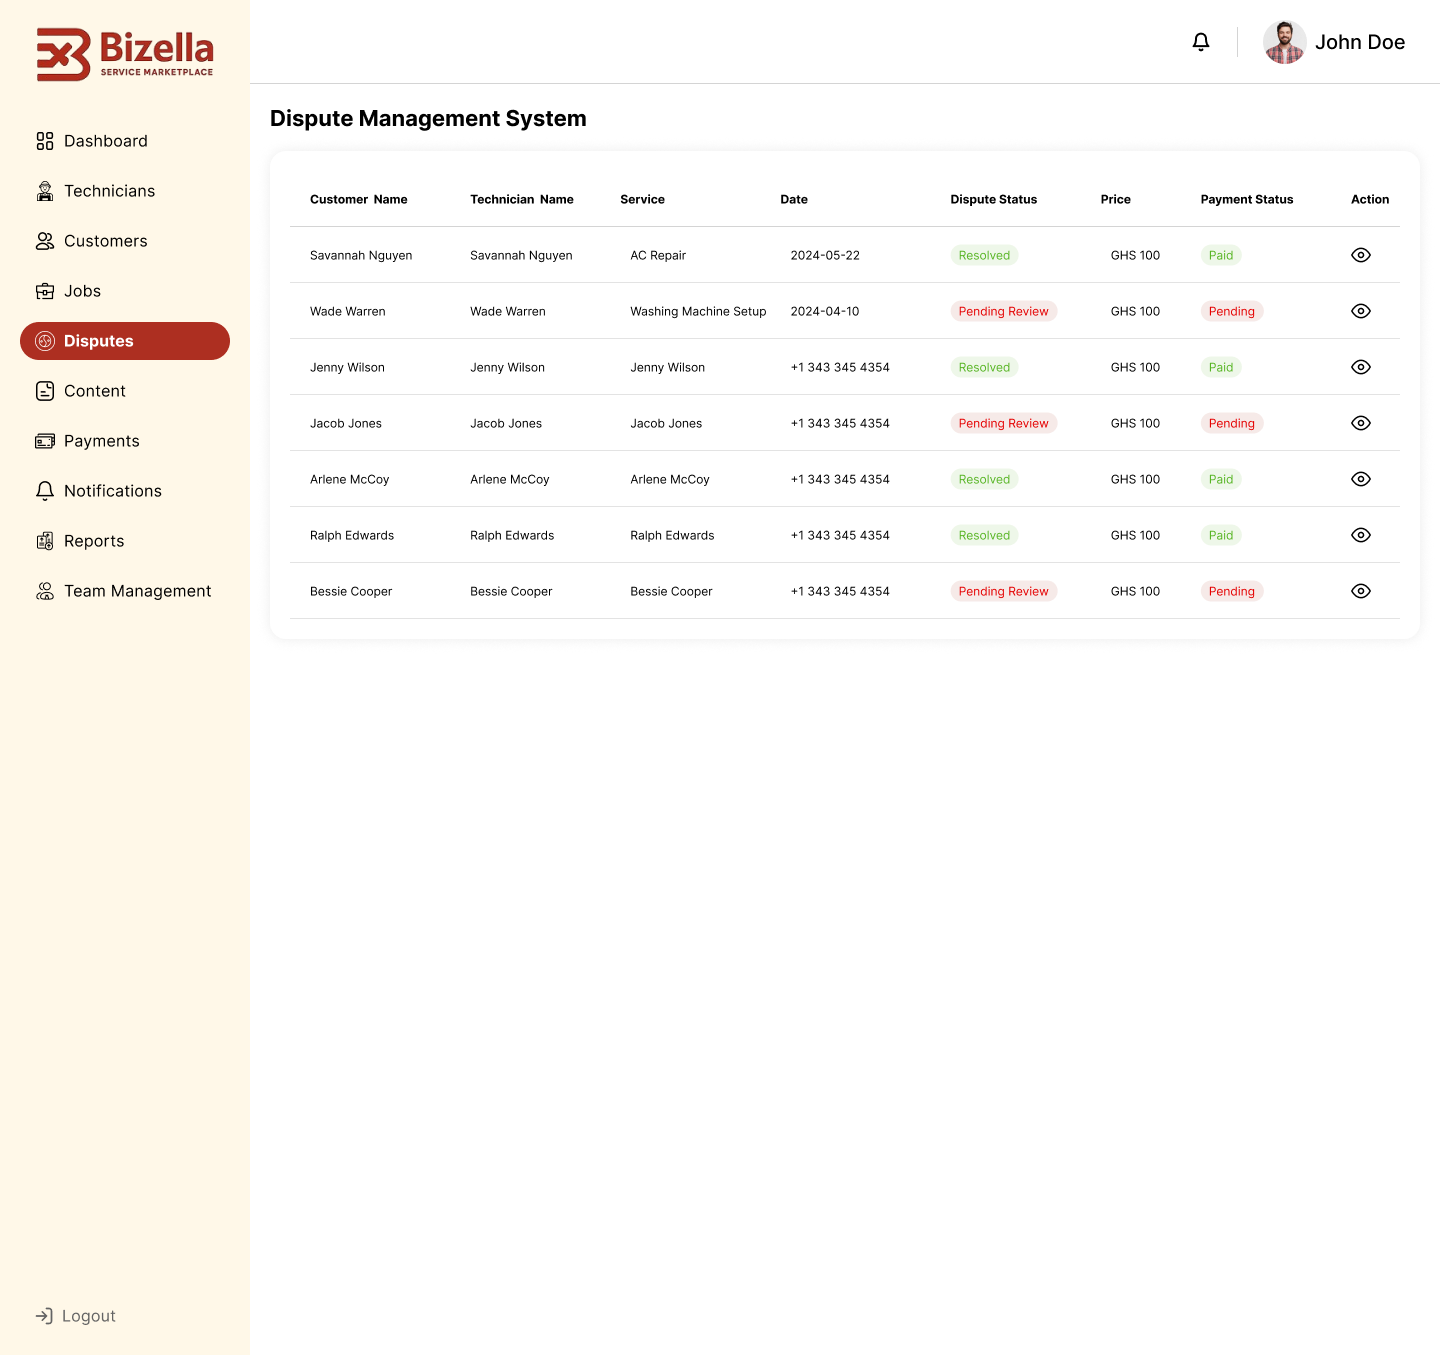 Bizella
SERVICE MARKETPLACE
John Doe
Dashboard
Technicians
Customers
Jobs
Disputes
Content
Payments
Notifications
Reports
Team Management
Logout
Dispute Management System
Customer Name Technician Name Service Date Dispute Status Price Payment Status Action
Savannah Nguyen Savannah Nguyen AC Repair 2024-05-22 Resolved GHS 100 Paid
Wade Warren Wade Warren Washing Machine Setup 2024-04-10 Pending Review GHS 100 Pending
Jenny Wilson Jenny Wilson Jenny Wilson +1 343 345 4354 Resolved GHS 100 Paid
Jacob Jones Jacob Jones Jacob Jones +1 343 345 4354 Pending Review GHS 100 Pending
Arlene McCoy Arlene McCoy Arlene McCoy +1 343 345 4354 Resolved GHS 100 Paid
Ralph Edwards Ralph Edwards Ralph Edwards +1 343 345 4354 Resolved GHS 100 Paid
Bessie Cooper Bessie Cooper Bessie Cooper +1 343 345 4354 Pending Review GHS 100 Pending